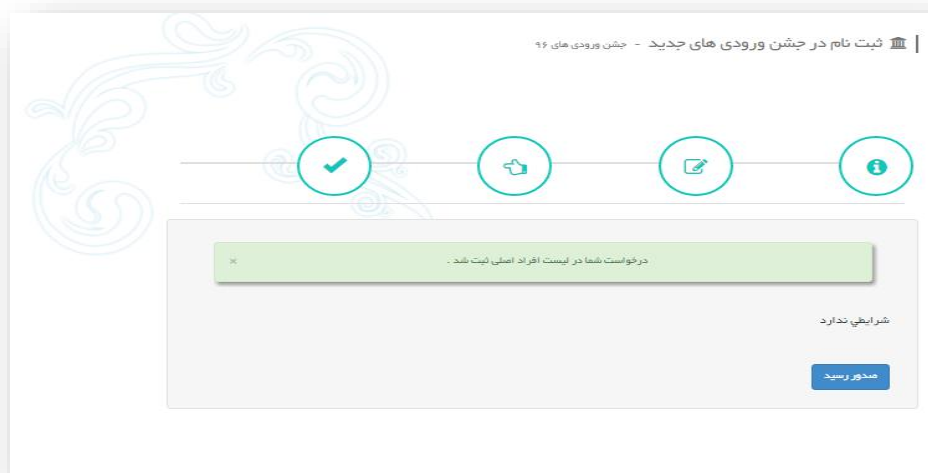 ثبت نام در جشن ورودی های جدید - جشن ورودی های ۹۶
درخواست شما در لیست افراد اصلی ثبت شد .
×
شرايطي ندارد
صدور رسید